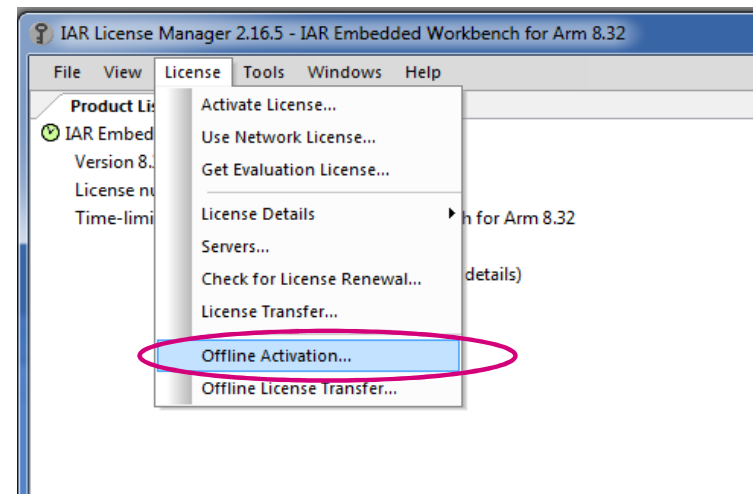 IAR License Manager 2.16.5 - IAR Embedded Workbench for Arm 8.32
File View License Tools Windows Help
Product Lis
Activate License...
IAR Embed
Use Network License...
Version 8.
Get Evaluation License...
License nu
Time-limi
License Details
h for Arm 8.32
Servers...
Check for License Renewal...
details)
License Transfer...
Offline Activation...
Offline License Transfer...